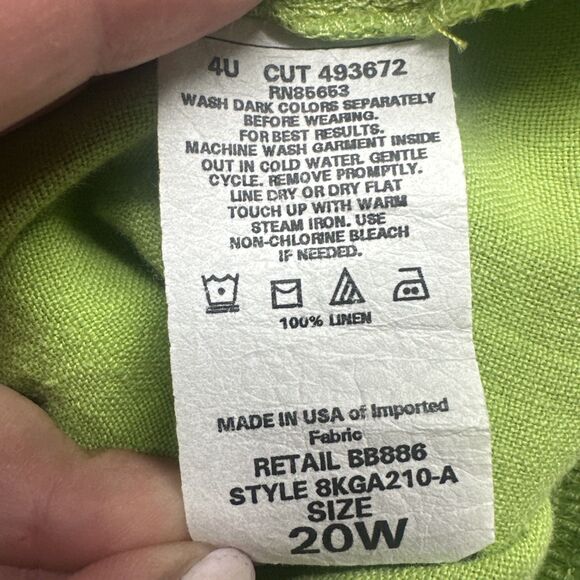 4U CUT 493672
RN85653
WASH DARK COLORS SEPARATELY
BEFORE WEARING.
FOR BEST RESULTS.
MACHINE WASH GARMENT INSIDE
OUT IN COLD WATER. GENTLE
CYCLE. REMOVE PROMPTLY.
LINE DRY OR DRY FLAT
TOUCH UP WITH WARM
STEAM IRON. USE
NON-CHLORINE BLEACH
IF NEEDED.
100% LINEN
MADE IN USA of Imported
Fabric
RETAIL BB886
STYLE 8KGA210-A
SIZE
20W